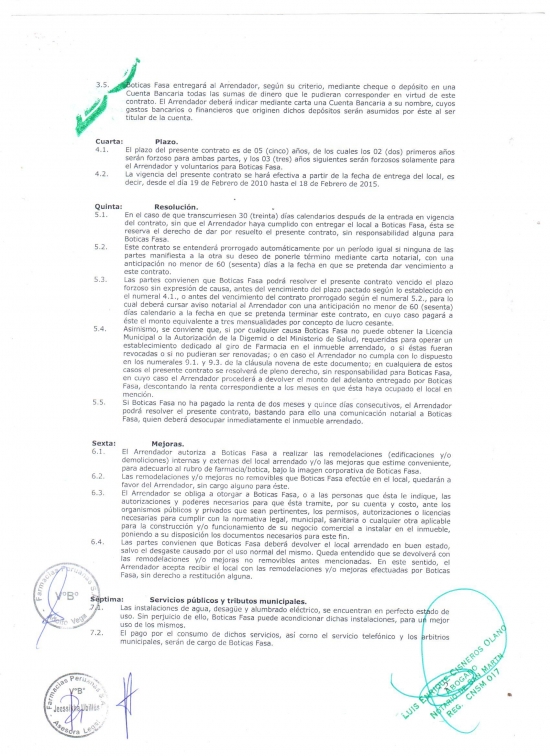 3.5. Boticas Fasa entregará al Arrendador, según su criterio, mediante cheque o depósito en una
Cuenta Bancaria todas las sumas de dinero que le pudieran corresponder en virtud de este
contrato. El Arrendador deberá indicar mediante carta una Cuenta Bancaria a su nombre, cuyos
gastos bancarios o financieros que originen dichos depósitos serán asumidos por éste al ser
titular de la cuenta.
Cuarta: Plazo.
4.1. El plazo del presente contrato es de 05 (cinco) años, de los cuales los 02 (dos) primeros años
serán forzoso para ambas partes, y los 03 (tres) años siguientes serán forzosos solamente para
el Arrendador y voluntarios para Boticas Fasa.
4.2. La vigencia del presente contrato se hará efectiva a partir de la fecha de entrega del local, es
decir, desde el día 19 de Febrero de 2010 hasta el 18 de Febrero de 2015.
Quinta: Resolución.
5.1. En el caso de que transcurriesen 30 (treinta) días calendarios después de la entrada en vigencia
del contrato, sin que el Arrendador haya cumplido con entregar el local a Boticas Fasa, ésta se
reserva el derecho de dar por resuelto el presente contrato, sin responsabilidad alguna para
Boticas Fasa.
5.2. Este contrato se entenderá prorrogado automáticamente por un período igual si ninguna de las
partes manifiesta a la otra su deseo de ponerle término mediante carta notarial, con una
anticipación no menor de 60 (sesenta) días a la fecha en que se pretenda dar vencimiento a
este contrato.
5.3. Las partes convienen que Boticas Fasa podrá resolver el presente contrato vencido el plazo
forzoso sin expresión de causa, antes del vencimiento del plazo pactado según lo establecido en
el numeral 4.1., o antes del vencimiento del contrato prorrogado según el numeral 5.2., para lo
cual deberá cursar aviso notarial al Arrendador con una anticipación no menor de 60 (sesenta)
días calendario a la fecha en que se pretenda terminar este contrato, en cuyo caso pagará a
éste el monto equivalente a tres mensualidades por concepto de lucro cesante.
5.4. Asimismo, se conviene que, si por cualquier causa Boticas Fasa no puede obtener la Licencia
Municipal o la Autorización de la Digemid o del Ministerio de Salud, requeridas para operar un
establecimiento dedicado al giro de Farmacia en el inmueble arrendado, o si éstas fueran
revocadas o si no pudieran ser renovadas; o en caso el Arrendador no cumpla con lo dispuesto
en los numerales 9.1. y 9.3. de la cláusula novena de este documento; en cualquiera de estos
casos el presente contrato se resolverá de pleno derecho, sin responsabilidad para Boticas Fasa,
en cuyo caso el Arrendador procederá a devolver el monto del adelanto entregado por Boticas
Fasa, descontando la renta correspondiente a los meses en que ésta haya ocupado el local en
mención.
5.5. Si Boticas Fasa no ha pagado la renta de dos meses y quince días consecutivos, el Arrendador
podrá resolver el presente contrato, bastando para ello una comunicación notarial a Boticas
Fasa, quien deberá desocupar inmediatamente el inmueble arrendado.
Sexta: Mejoras.
6.1. El Arrendador autoriza a Boticas Fasa a realizar las remodelaciones (edificaciones y/o
demoliciones) internas y externas del local arrendado y/o las mejoras que estime conveniente,
para adecuarlo al rubro de farmacia/botica, bajo la imagen corporativa de Boticas Fasa.
6.2. Las remodelaciones y/o mejoras no removibles que Boticas Fasa efectúe en el local, quedarán a
favor del Arrendador, sin cargo alguno para éste.
6.3. El Arrendador se obliga a otorgar a Boticas Fasa, o a las personas que ésta le indique, las
autorizaciones y poderes necesarios para que ésta tramite, por su cuenta y costo, ante los
organismos públicos y privados que sean pertinentes, los permisos, autorizaciones o licencias
necesarias para cumplir con la normativa legal, municipal, sanitaria o cualquier otra aplicable
para la construcción y/o funcionamiento de su negocio comercial a instalar en el inmueble,
poniendo a su disposición los documentos necesarios para este fin.
6.4. Las partes convienen que Boticas Fasa deberá devolver el local arrendado en buen estado,
salvo el desgaste causado por el uso normal del mismo. Queda entendido que se devolverá con
las remodelaciones y/o mejoras no removibles antes mencionadas. En este sentido, el
Arrendador acepta recibir el local con las remodelaciones y/o mejoras efectuadas por Boticas
Fasa, sin derecho a restitución alguna.
Séptima: Servicios públicos y tributos municipales.
7.1. Las instalaciones de agua, desagüe y alumbrado eléctrico, se encuentran en perfecto estado de
uso. Sin perjuicio de ello, Boticas Fasa puede acondicionar dichas instalaciones, para un mejor
uso de los mismos.
7.2. El pago por el consumo de dichos servicios, así como el servicio telefónico y los arbitrios
municipales, serán de cargo de Boticas Fasa.
Farmacias Peruanas S.A.
V°B°
Vega
Farmacias Peruanas S.A.
V°B°
Asesora Legal
LUIS ENRIQUE CISNEROS OLANO
ABOGADO
NOTARIO DE SAN MARTIN
REG. CNSM 017